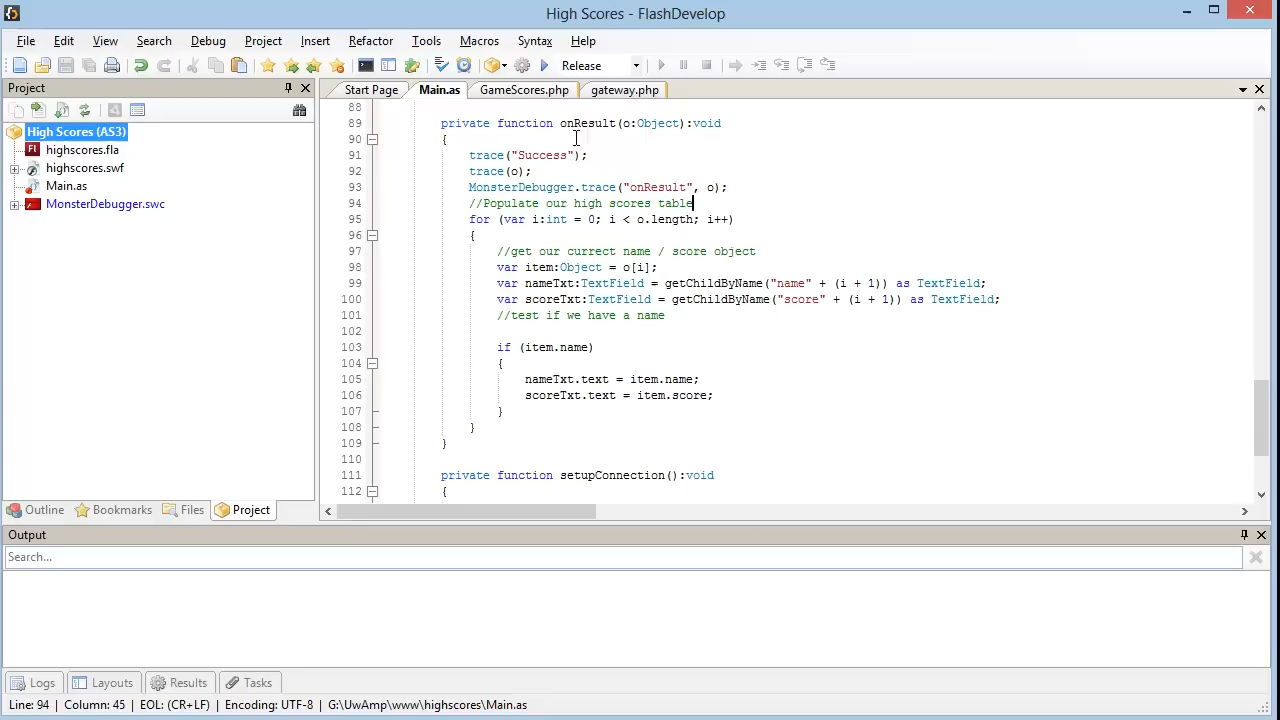 High Scores - FlashDevelop
File Edit View Search Debug Project Insert Refactor Tools Macros Syntax Help
Release
Project
Start Page Main.as GameScores.php gateway.php
High Scores (AS3)
highscores.fla
highscores.swf
Main.as
MonsterDebugger.swc
88
89 private function onResult(o:Object):void
90 {
91 trace("Success");
92 trace(o);
93 MonsterDebugger.trace("onResult", o);
94 //Populate our high scores table
95 for (var i:int = 0; i < o.length; i++)
96 {
97 //get our currect name / score object
98 var item:Object = o[i];
99 var nameTxt:TextField = getChildByName("name" + (i + 1)) as TextField;
100 var scoreTxt:TextField = getChildByName("score" + (i + 1)) as TextField;
101 //test if we have a name
102
103 if (item.name)
104 {
105 nameTxt.text = item.name;
106 scoreTxt.text = item.score;
107 }
108 }
109 }
110
111 private function setupConnection():void
112 {
Outline Bookmarks Files Project
Output
Search...
Logs Layouts Results Tasks
Line: 94 | Column: 45 | EOL: (CR+LF) | Encoding: UTF-8 | G:\UwAmp\www\highscores\Main.as